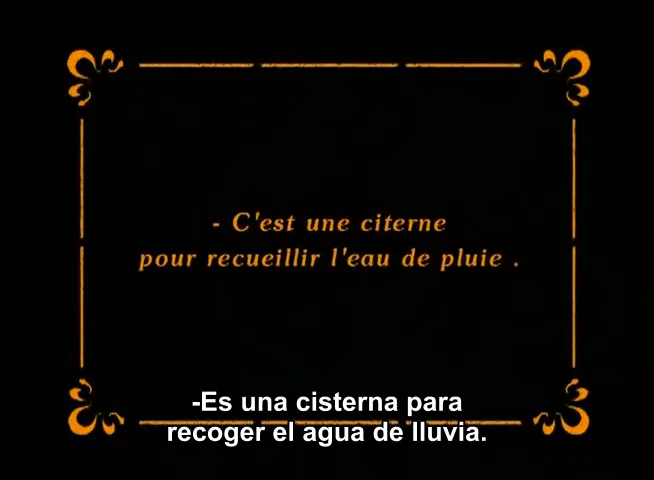 - C'est une citerne
pour recueillir l'eau de pluie .
-Es una cisterna para
recoger el agua de lluvia.